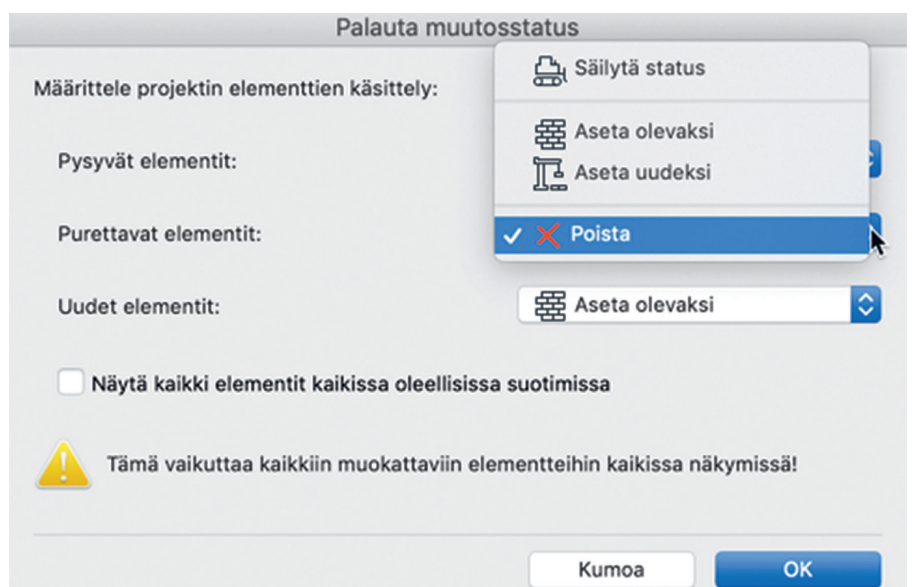 Palauta muutosstatus
Säilytä status
Määrittele projektin elementtien käsittely:
Aseta olevaksi
Pysyvät elementit:
Aseta uudeksi
Purettavat elementit:
Poista
Uudet elementit:
Aseta olevaksi
Näytä kaikki elementit kaikissa oleellisissa suotimissa
Tämä vaikuttaa kaikkiin muokattaviin elementteihin kaikissa näkymissä!
Kumoa
OK